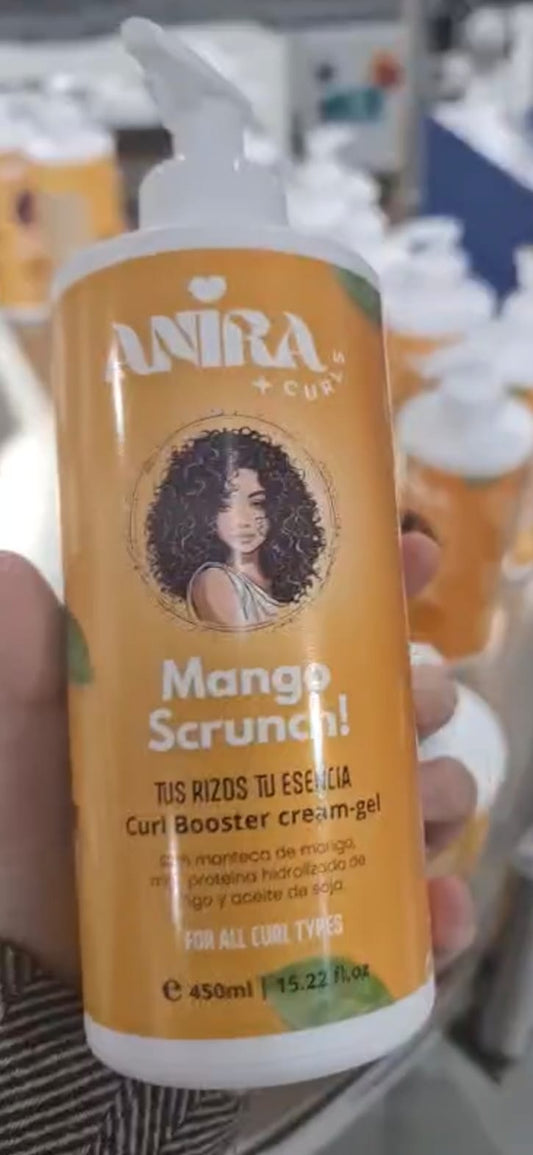 ANIRA
+ CURLS
Mango
Scrunch!
TUS RIZOS TU ESENCIA
Curl Booster cream-gel
con manteca de mango,
proteína hidrolizada de
y aceite de soja.
FOR ALL CURL TYPES
e 450ml | 15.22 fl.oz